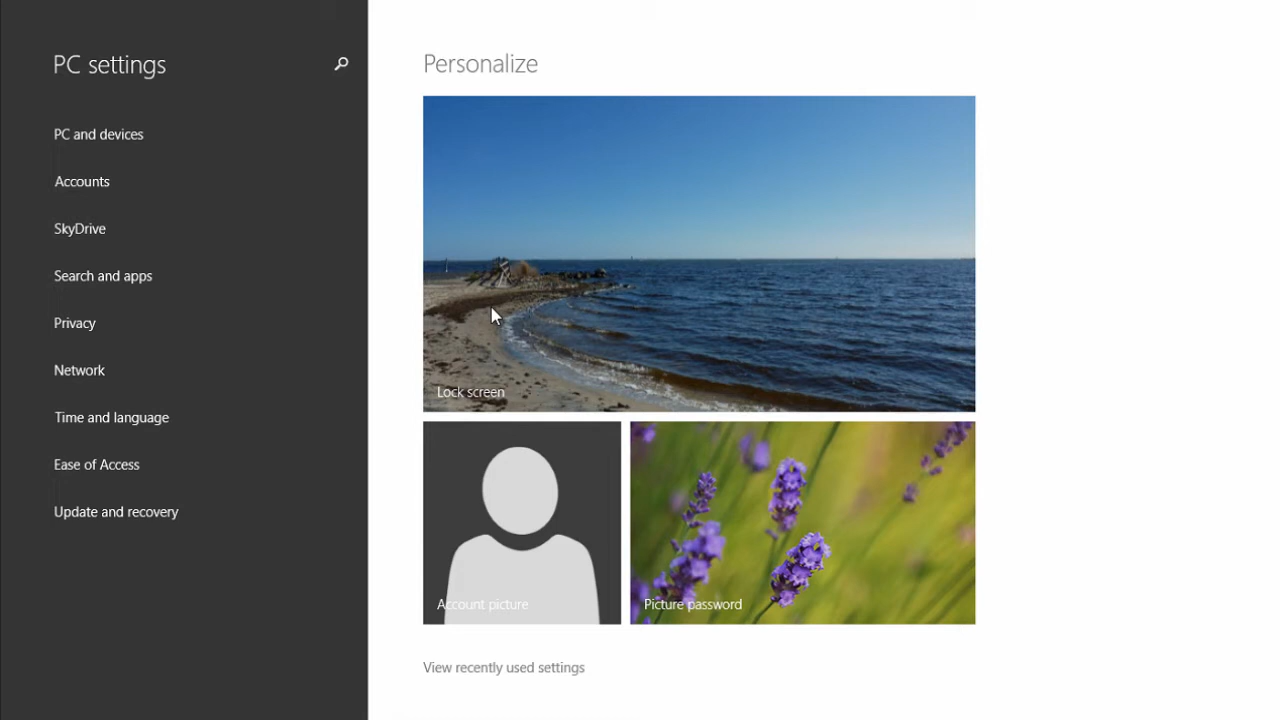 PC settings
PC and devices
Accounts
SkyDrive
Search and apps
Privacy
Network
Time and language
Ease of Access
Update and recovery
Personalize
Lock screen
Account picture
Picture password
View recently used settings